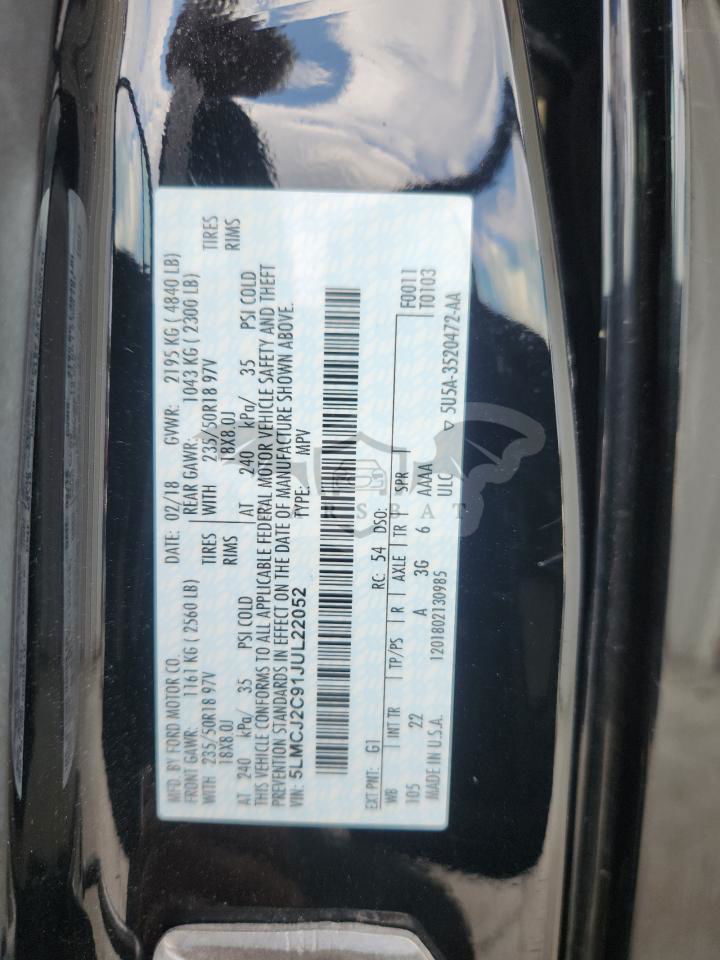 MFD. BY FORD MOTOR CO. DATE: 02/18 GVWR: 2195 KG ( 4840 LB)
FRONT GAWR: 1161 KG ( 2560 LB) REAR GAWR: 1043 KG ( 2300 LB)
WITH 235/50R18 97V TIRES WITH 235/50R18 97V TIRES
18X8.0J RIMS 18X8.0J RIMS
AT 240 kPa/ 35 PSI COLD AT 240 kPa/ 35 PSI COLD
THIS VEHICLE CONFORMS TO ALL APPLICABLE FEDERAL MOTOR VEHICLE SAFETY AND THEFT
PREVENTION STANDARDS IN EFFECT ON THE DATE OF MANUFACTURE SHOWN ABOVE.
VIN: 5LMCJ2C91JUL22052 TYPE: MPV
EXT PNT: G1 RC: 54 DSO: F0011
WB INT TR TP/PS R AXLE TR SPR T0103
105 22 A 3G 6 AAAA
MADE IN U.S.A. 1201802130985 ULC ▽ 5U5A-3520472-AA
RSBAT